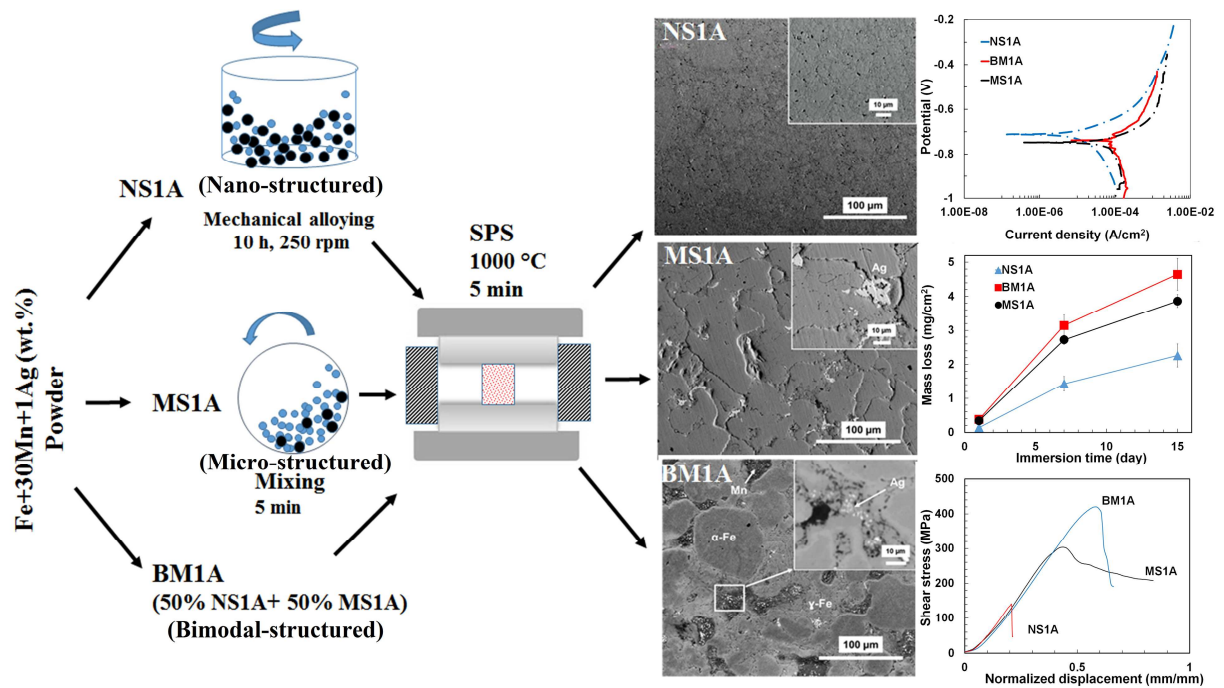 Fe+30Mn+1Ag (wt.%)
Powder
NS1A
(Nano-structured)
Mechanical alloying
10 h, 250 rpm
MS1A
(Micro-structured)
Mixing
5 min
BM1A
(50% NS1A+ 50% MS1A)
(Bimodal-structured)
SPS
1000 °C
5 min
NS1A
10 µm
100 µm
MS1A
Ag
10 µm
100 µm
BM1A
Mn
Ag
α-Fe
10 µm
ɣ-Fe
100 µm
-0.2
-0.4
-0.6
-0.8
-1
Potential (V)
NS1A
BM1A
MS1A
1.00E-08
1.00E-06
1.00E-04
1.00E-02
Current density (A/cm²)
5
4
3
2
1
0
Mass loss (mg/cm²)
NS1A
BM1A
MS1A
0
5
10
15
Immersion time (day)
500
400
300
200
100
0
Shear stress (MPa)
BM1A
MS1A
NS1A
0
0.5
1
Normalized displacement (mm/mm)